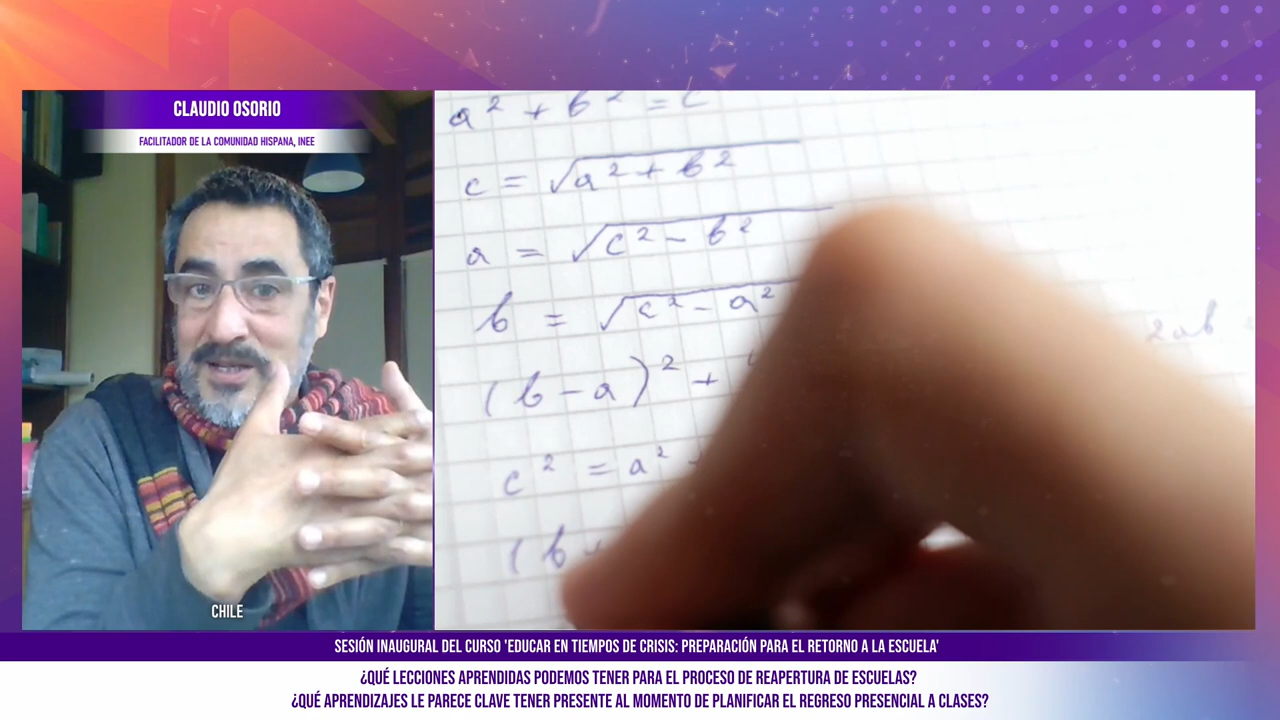 CLAUDIO OSORIO
FACILITADOR DE LA COMUNIDAD HISPANA, INEE
CHILE
a² + b² = c
c = √a² + b²
a = √c² - b²
b = √c² - a²
2ab
(b - a)² +
c² = a²
(b +
SESIÓN INAUGURAL DEL CURSO 'EDUCAR EN TIEMPOS DE CRISIS: PREPARACIÓN PARA EL RETORNO A LA ESCUELA'
¿QUÉ LECCIONES APRENDIDAS PODEMOS TENER PARA EL PROCESO DE REAPERTURA DE ESCUELAS?
¿QUÉ APRENDIZAJES LE PARECE CLAVE TENER PRESENTE AL MOMENTO DE PLANIFICAR EL REGRESO PRESENCIAL A CLASES?